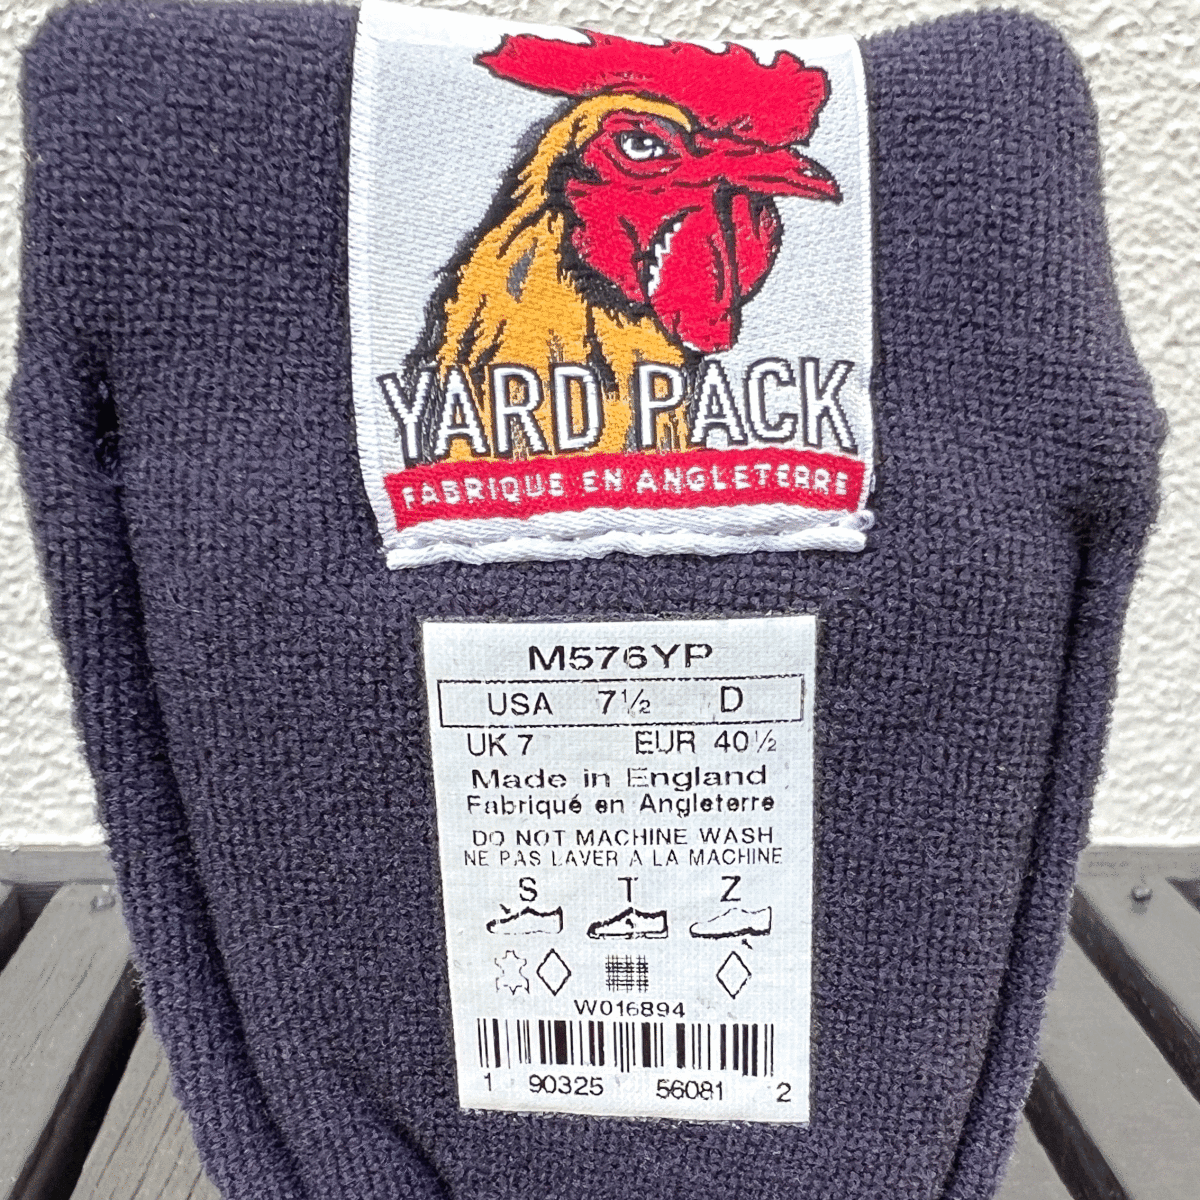 YARD PACK
FABRIQUE EN ANGLETERRE
M576YP
USA 7½ D
UK 7 EUR 40½
Made in England
Fabriqué en Angleterre
DO NOT MACHINE WASH
NE PAS LAVER A LA MACHINE
S T Z
W016894
1 90325 56081 2